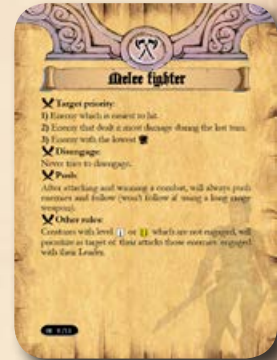 Melee fighter
Target priority:
1) Enemy which is nearest to hit.
2) Enemy that dealt it most damage during the last turn.
3) Enemy with the lowest
Disengage:
Never tries to disengage.
Push:
After attacking and winning a combat, will always push
enemies and follow (won't follow if using a long range
weapon).
Other rules:
Creatures with level 1 or which are not engaged, will
prioritize as target of their attacks those enemies engaged
with their Leader.